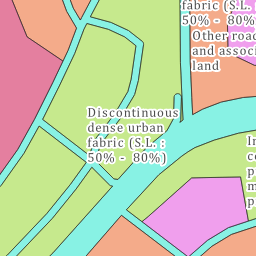 fabric (S.L. :
50% - 80%)
Other road
and associ
land
Discontinuous
dense urban
fabric (S.L. :
50% - 80%)